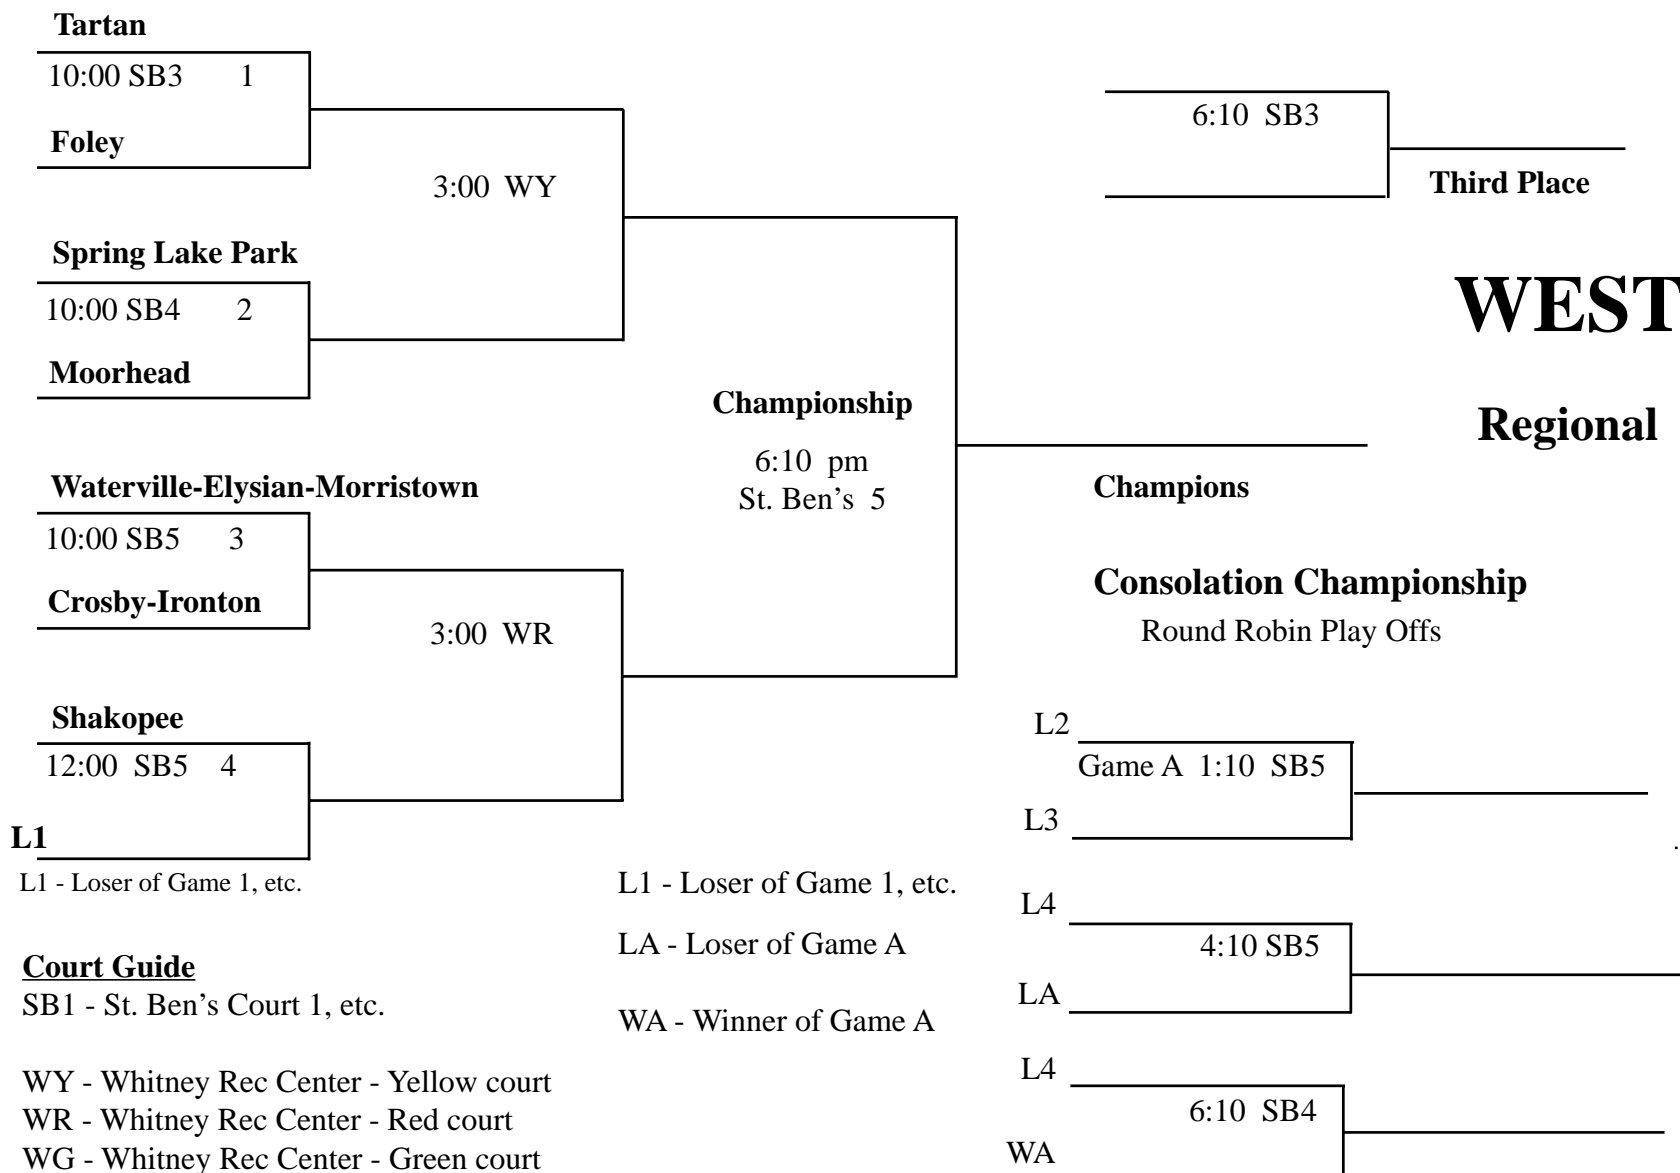 Tartan
10:00 SB3 1
Foley
3:00 WY
Spring Lake Park
10:00 SB4 2
Moorhead
Waterville-Elysian-Morristown
10:00 SB5 3
Crosby-Ironton
3:00 WR
Shakopee
12:00 SB5 4
L1
L1 - Loser of Game 1, etc.
Championship
6:10 pm
St. Ben’s 5
6:10 SB3
Third Place
WEST
Regional
Champions
Consolation Championship
Round Robin Play Offs
L2
Game A 1:10 SB5
L3
L4
4:10 SB5
LA
L4
6:10 SB4
WA
L1 - Loser of Game 1, etc.
LA - Loser of Game A
WA - Winner of Game A
Court Guide
SB1 - St. Ben’s Court 1, etc.
WY - Whitney Rec Center - Yellow court
WR - Whitney Rec Center - Red court
WG - Whitney Rec Center - Green court